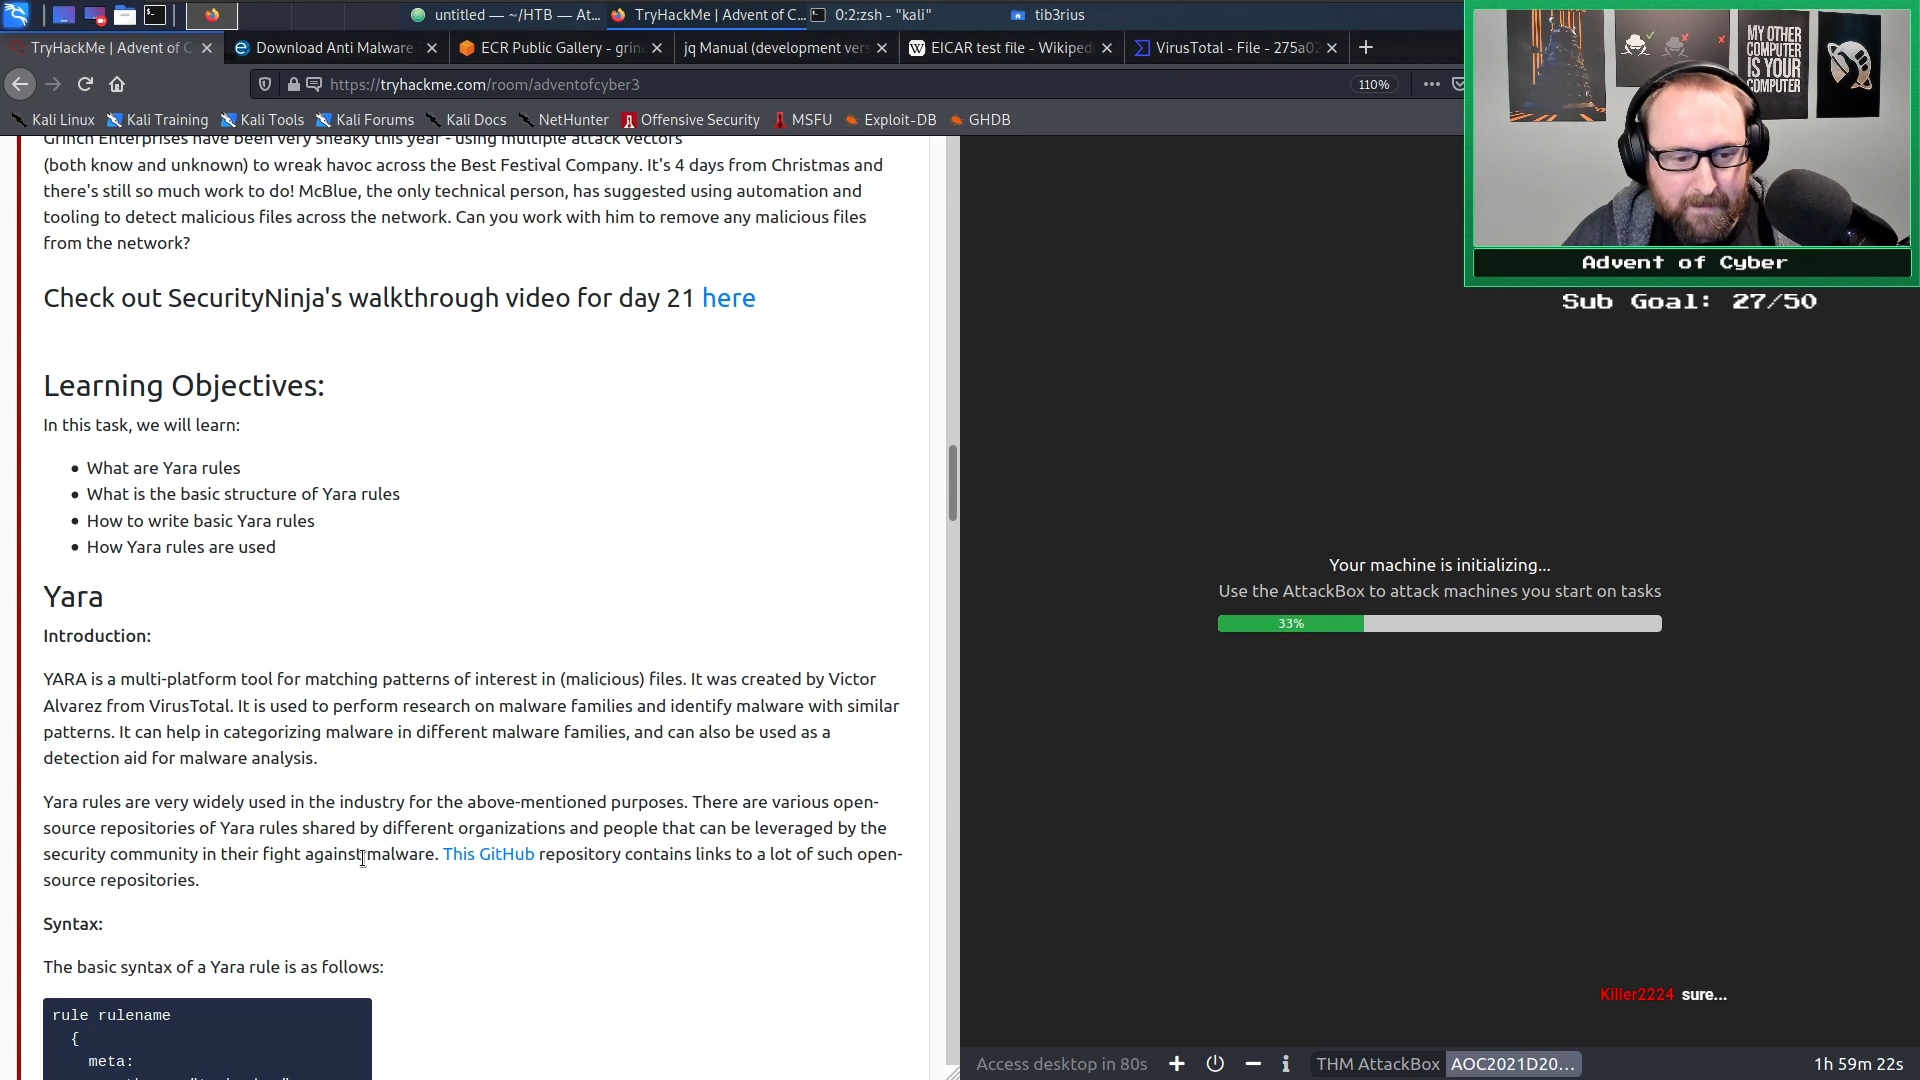 untitled — ~/HTB — At...
TryHackMe | Advent of C...
0:2:zsh - "kali"
tib3rius
TryHackMe | Advent of C
Download Anti Malware
ECR Public Gallery - grin
jq Manual (development ver
EICAR test file - Wikiped
VirusTotal - File - 275a02
https://tryhackme.com/room/adventofcyber3
110%
Kali Linux
Kali Training
Kali Tools
Kali Forums
Kali Docs
NetHunter
Offensive Security
MSFU
Exploit-DB
GHDB
MY OTHER
COMPUTER
IS YOUR
COMPUTER
Advent of Cyber
Sub Goal: 27/50
Grinch Enterprises have been very sneaky this year - using multiple attack vectors
(both know and unknown) to wreak havoc across the Best Festival Company. It's 4 days from Christmas and
there's still so much work to do! McBlue, the only technical person, has suggested using automation and
tooling to detect malicious files across the network. Can you work with him to remove any malicious files
from the network?
Check out SecurityNinja's walkthrough video for day 21 here
Learning Objectives:
In this task, we will learn:
What are Yara rules
What is the basic structure of Yara rules
How to write basic Yara rules
How Yara rules are used
Yara
Introduction:
YARA is a multi-platform tool for matching patterns of interest in (malicious) files. It was created by Victor
Alvarez from VirusTotal. It is used to perform research on malware families and identify malware with similar
patterns. It can help in categorizing malware in different malware families, and can also be used as a
detection aid for malware analysis.
Yara rules are very widely used in the industry for the above-mentioned purposes. There are various open-
source repositories of Yara rules shared by different organizations and people that can be leveraged by the
security community in their fight against malware. This GitHub repository contains links to a lot of such open-
source repositories.
Syntax:
The basic syntax of a Yara rule is as follows:
rule rulename
{
meta:
Your machine is initializing...
Use the AttackBox to attack machines you start on tasks
33%
Killer2224 sure...
Access desktop in 80s
THM AttackBox
AOC2021D20...
1h 59m 22s